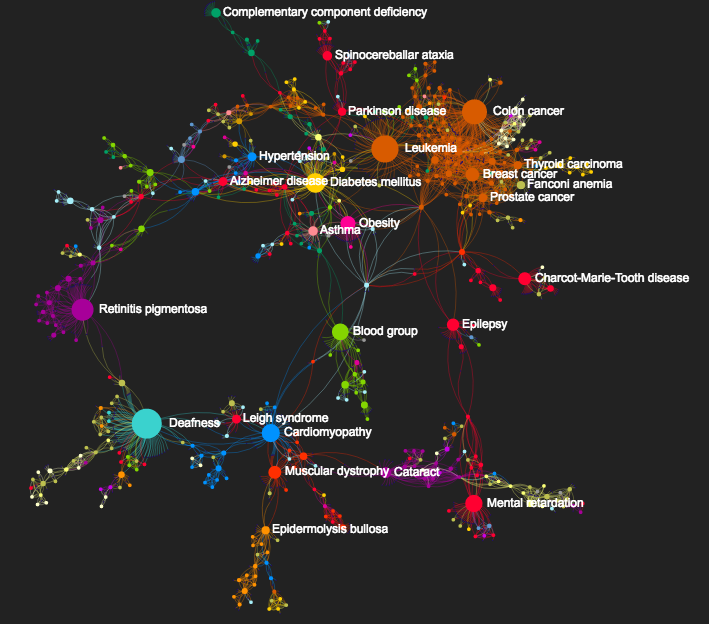 Complementary component deficiency
Spinocereballar ataxia
Parkinson disease
Colon cancer
Leukemia
Hypertension
Thyroid carcinoma
Breast cancer
Alzheimer disease
Diabetes mellitus
Fanconi anemia
Prostate cancer
Obesity
Asthma
Charcot-Marie-Tooth disease
Retinitis pigmentosa
Epilepsy
Blood group
Leigh syndrome
Deafness
Cardiomyopathy
Muscular dystrophy
Cataract
Mental retardation
Epidermolysis bullosa